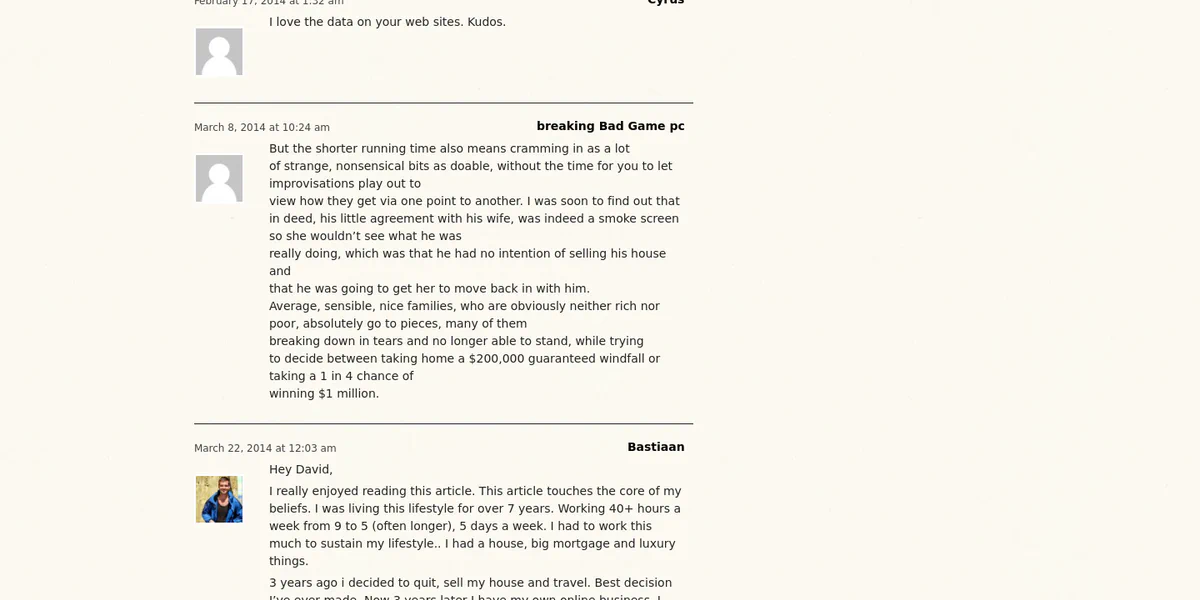 February 17, 2014 at 1:32 am
Cyrus
I love the data on your web sites. Kudos.
March 8, 2014 at 10:24 am
breaking Bad Game pc
But the shorter running time also means cramming in as a lot
of strange, nonsensical bits as doable, without the time for you to let
improvisations play out to
view how they get via one point to another. I was soon to find out that
in deed, his little agreement with his wife, was indeed a smoke screen
so she wouldn’t see what he was
really doing, which was that he had no intention of selling his house
and
that he was going to get her to move back in with him.
Average, sensible, nice families, who are obviously neither rich nor
poor, absolutely go to pieces, many of them
breaking down in tears and no longer able to stand, while trying
to decide between taking home a $200,000 guaranteed windfall or
taking a 1 in 4 chance of
winning $1 million.
March 22, 2014 at 12:03 am
Bastiaan
Hey David,
I really enjoyed reading this article. This article touches the core of my
beliefs. I was living this lifestyle for over 7 years. Working 40+ hours a
week from 9 to 5 (often longer), 5 days a week. I had to work this
much to sustain my lifestyle.. I had a house, big mortgage and luxury
things.
3 years ago i decided to quit, sell my house and travel. Best decision
I’ve ever made. Now 3 years later I have my own online business. I